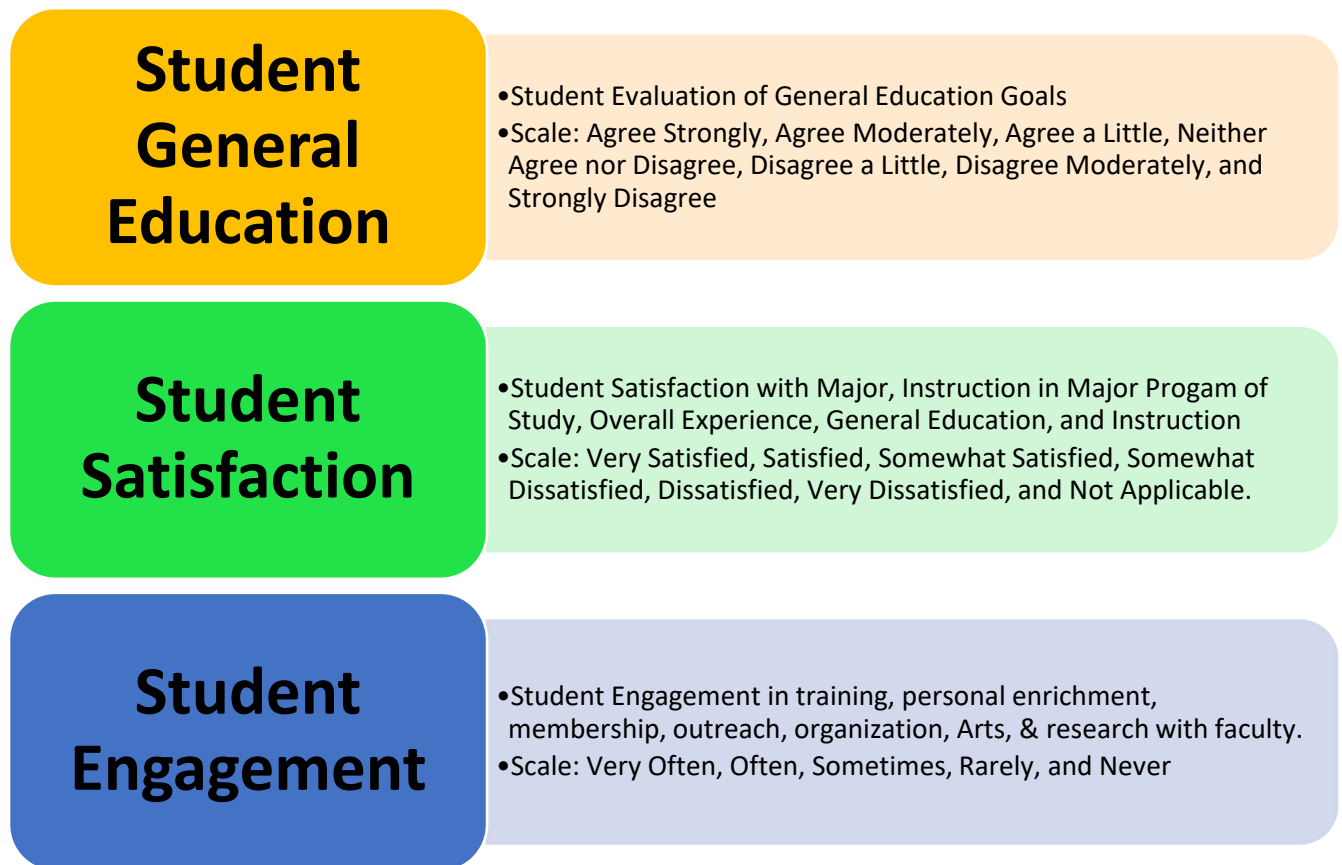 Student
General
Education
•Student Evaluation of General Education Goals
•Scale: Agree Strongly, Agree Moderately, Agree a Little, Neither
Agree nor Disagree, Disagree a Little, Disagree Moderately, and
Strongly Disagree
Student
Satisfaction
•Student Satisfaction with Major, Instruction in Major Progam of
Study, Overall Experience, General Education, and Instruction
•Scale: Very Satisfied, Satisfied, Somewhat Satisfied, Somewhat
Dissatisfied, Dissatisfied, Very Dissatisfied, and Not Applicable.
Student
Engagement
•Student Engagement in training, personal enrichment,
membership, outreach, organization, Arts, & research with faculty.
•Scale: Very Often, Often, Sometimes, Rarely, and Never